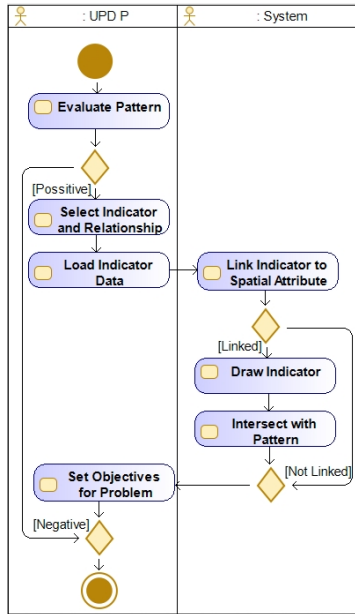 : UPD P
: System
Evaluate Pattern
[Possitive]
Select Indicator
and Relationship
Load Indicator
Data
Link Indicator to
Spatial Attribute
[Linked]
Draw Indicator
Intersect with
Pattern
[Not Linked]
Set Objectives
for Problem
[Negative]